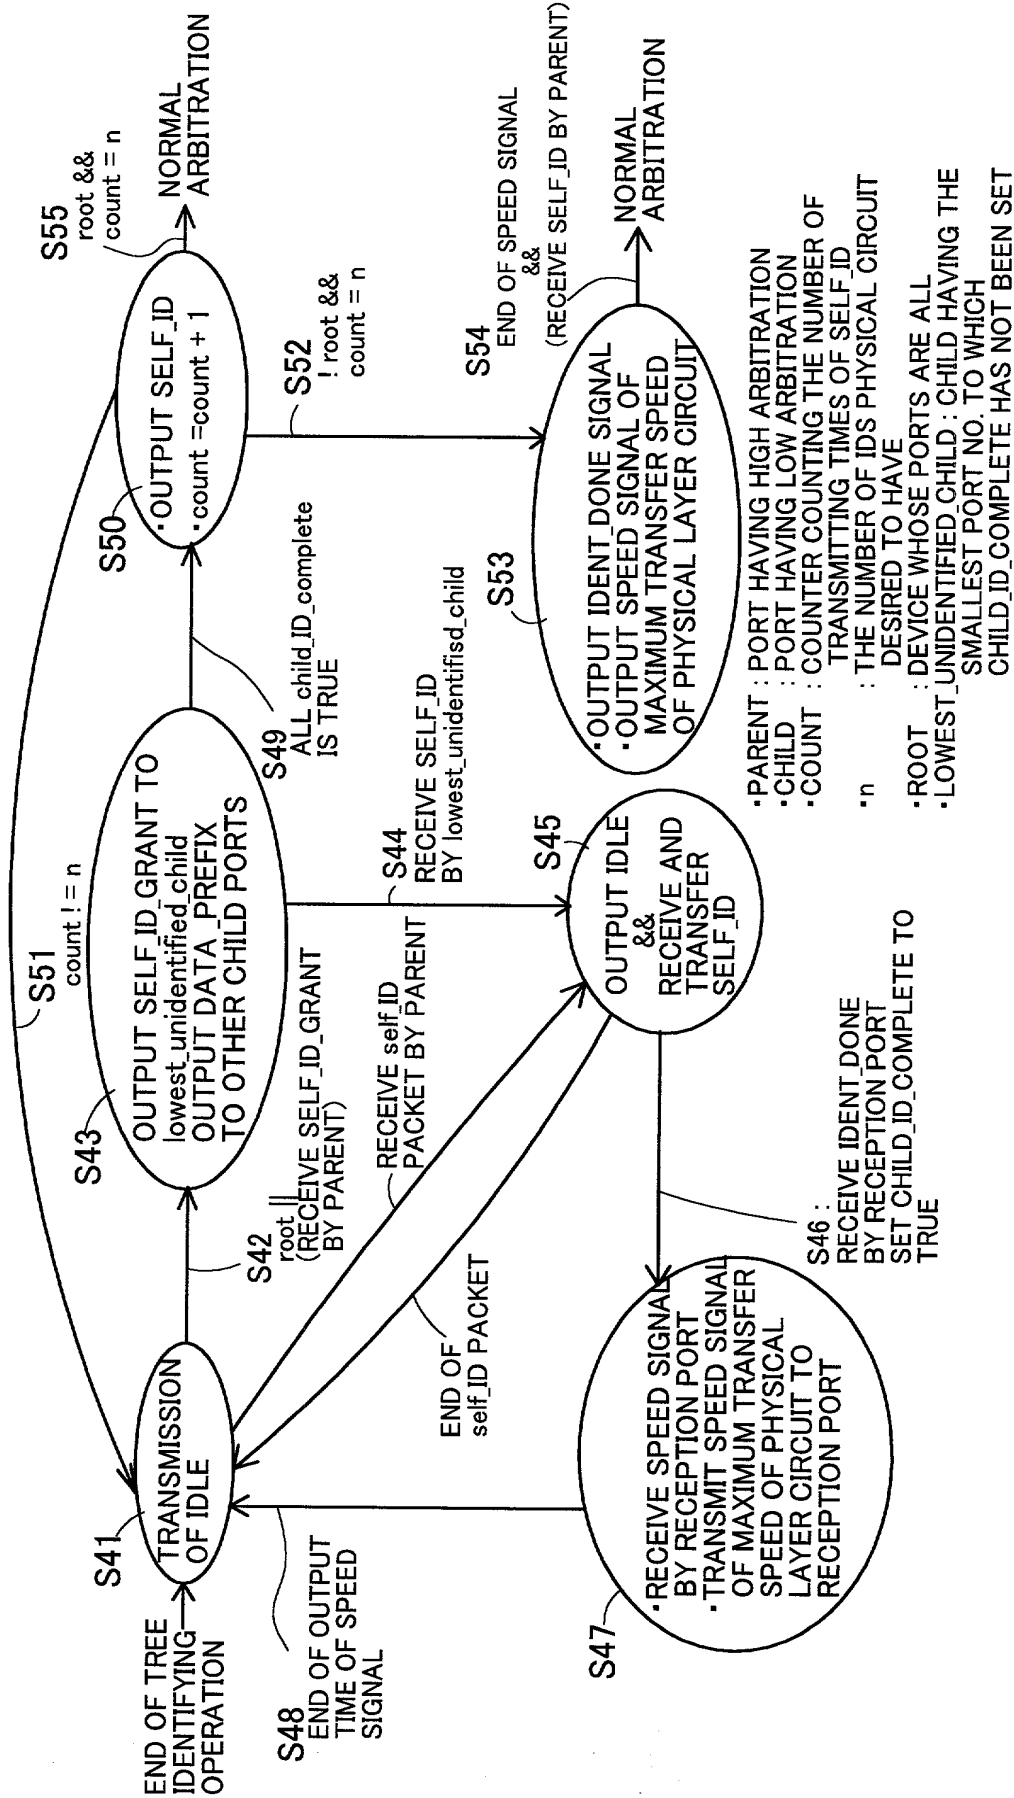 END OF TREE
IDENTIFYING
OPERATION
S41
TRANSMISSION
OF IDLE
S42
root ||
(RECEIVE SELF_ID_GRANT
BY PARENT)
S43
OUTPUT SELF_ID_GRANT TO
lowest_unidentified_child
OUTPUT DATA_PREFIX
TO OTHER CHILD PORTS
S51
count ! = n
S49
ALL child_ID_complete
IS TRUE
S50
・OUTPUT SELF_ID
・count =count + 1
S55
root &&
count = n
NORMAL
ARBITRATION
S52
! root &&
count = n
S44
RECEIVE SELF_ID
BY lowest_unidentifisd_child
RECEIVE self_ID
PACKET BY PARENT
END OF
self_ID PACKET
S45
OUTPUT IDLE
&&
RECEIVE AND
TRANSFER
SELF_ID
S46 :
RECEIVE IDENT_DONE
BY RECEPTION PORT
SET CHILD_ID_COMPLETE TO
TRUE
S47
・RECEIVE SPEED SIGNAL
BY RECEPTION PORT
・TRANSMIT SPEED SIGNAL
OF MAXIMUM TRANSFER
SPEED OF PHYSICAL
LAYER CIRCUIT TO
RECEPTION PORT
S48
END OF OUTPUT
TIME OF SPEED
SIGNAL
S53
・OUTPUT IDENT_DONE SIGNAL
・OUTPUT SPEED SIGNAL OF
MAXIMUM TRANSFER SPEED
OF PHYSICAL LAYER CIRCUIT
S54
END OF SPEED SIGNAL
&&
(RECEIVE SELF_ID BY PARENT)
NORMAL
ARBITRATION
・PARENT : PORT HAVING HIGH ARBITRATION
・CHILD : PORT HAVING LOW ARBITRATION
・COUNT : COUNTER COUNTING THE NUMBER OF
TRANSMITTING TIMES OF SELF_ID
・n : THE NUMBER OF IDS PHYSICAL CIRCUIT
DESIRED TO HAVE
・ROOT : DEVICE WHOSE PORTS ARE ALL
・LOWEST_UNIDENTIFIED_CHILD : CHILD HAVING THE
SMALLEST PORT NO. TO WHICH
CHILD_ID_COMPLETE HAS NOT BEEN SET